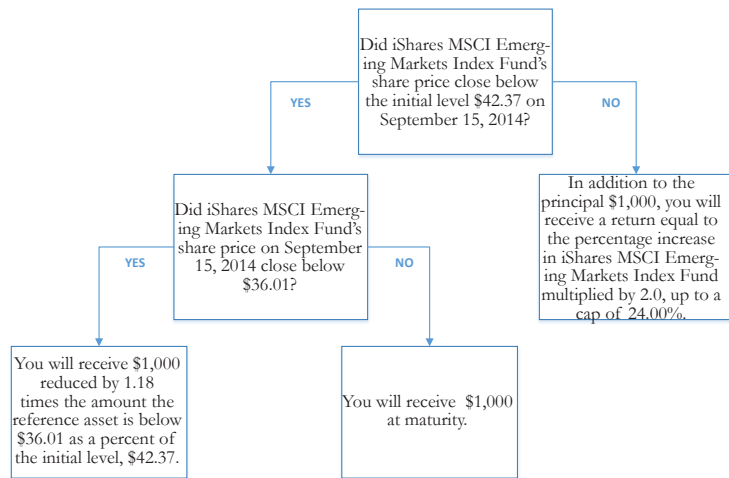 Did iShares MSCI Emerg-
ing Markets Index Fund's
share price close below
the initial level $42.37 on
September 15, 2014?
YES
NO
Did iShares MSCI Emerg-
ing Markets Index Fund's
share price on September
15, 2014 close below
$36.01?
In addition to the
principal $1,000, you will
receive a return equal to
the percentage increase
in iShares MSCI Emerg-
ing Markets Index Fund
multiplied by 2.0, up to a
cap of 24.00%.
YES
NO
You will receive $1,000
reduced by 1.18
times the amount the
reference asset is below
$36.01 as a percent of
the initial level, $42.37.
You will receive $1,000
at maturity.